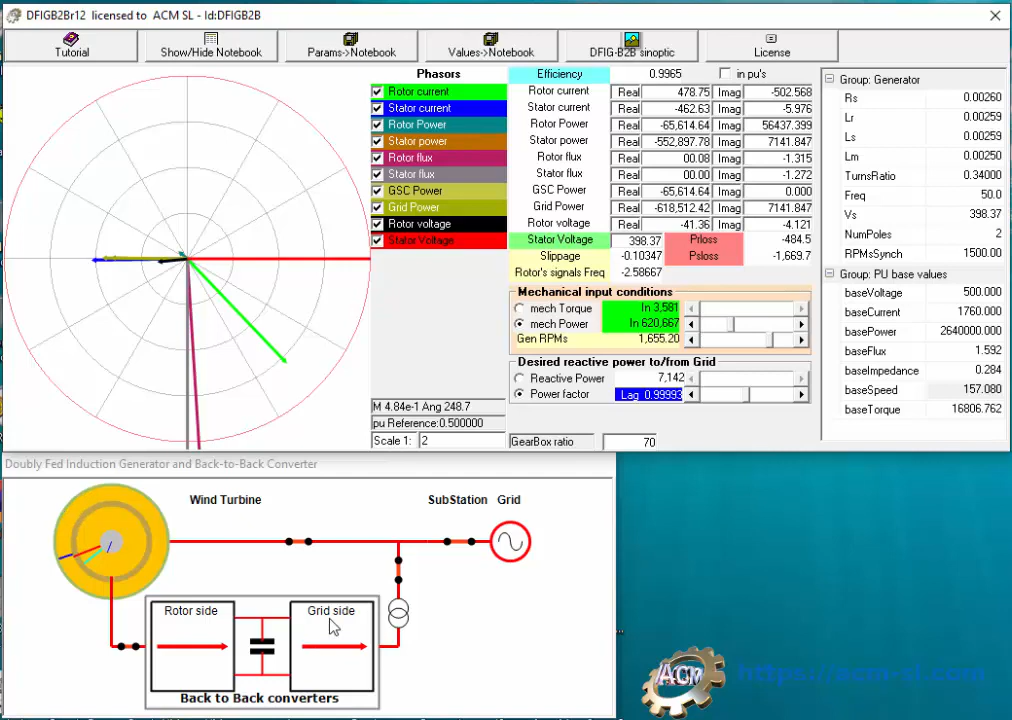 DFIGB2Br12 licensed to ACM SL - Id:DFIGB2B
Tutorial Show/Hide Notebook Params->Notebook Values->Notebook DFIG-B2B sinoptic License
Phasors
Rotor current
Stator current
Rotor Power
Stator power
Rotor flux
Stator flux
GSC Power
Grid Power
Rotor voltage
Stator Voltage
M 4.84e-1 Ang 248.7
pu Reference:0.500000
Scale 1: 2
Efficiency 0.9965 in pu's
Rotor current Real 478.75 Imag -502.568
Stator current Real -462.63 Imag -5.976
Rotor Power Real -65,614.64 Imag 56437.399
Stator power Real -552,897.78 Imag 7141.847
Rotor flux Real 00.08 Imag -1.315
Stator flux Real 00.00 Imag -1.272
GSC Power Real -65,614.64 Imag 0.000
Grid Power Real -618,512.42 Imag 7141.847
Rotor voltage Real -41.36 Imag -4.121
Stator Voltage 398.37 Prloss -484.5
Slippage -0.10347 Psloss -1,669.7
Rotor's signals Freq -2.58667
Mechanical input conditions
mech Torque In 3,581
mech Power In 620,667
Gen RPMs 1,655.20
Desired reactive power to/from Grid
Reactive Power 7,142
Power factor Lag 0.99993
GearBox ratio 70
Group: Generator
Rs 0.00260
Lr 0.00259
Ls 0.00259
Lm 0.00250
TurnsRatio 0.34000
Freq 50.0
Vs 398.37
NumPoles 2
RPMsSynch 1500.00
Group: PU base values
baseVoltage 500.000
baseCurrent 1760.000
basePower 2640000.000
baseFlux 1.592
baseImpedance 0.284
baseSpeed 157.080
baseTorque 16806.762
Doubly Fed Induction Generator and Back-to-Back Converter
Wind Turbine SubStation Grid
Rotor side Grid side
Back to Back converters
ACM
https://acm-sl.com